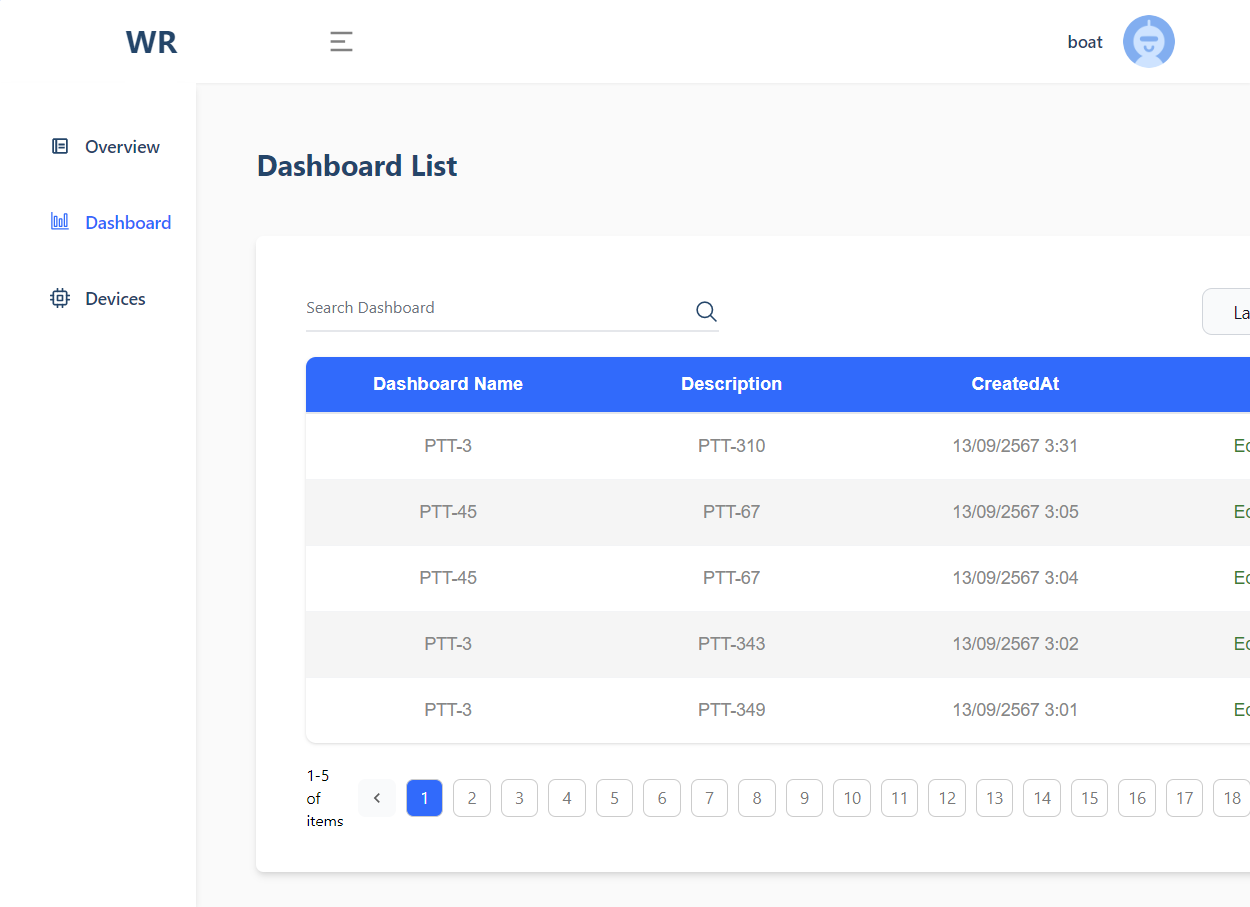 WR
boat
Overview
Dashboard
Devices
Dashboard List
Search Dashboard
La
Dashboard Name Description CreatedAt
PTT-3 PTT-310 13/09/2567 3:31 Ed
PTT-45 PTT-67 13/09/2567 3:05 Ed
PTT-45 PTT-67 13/09/2567 3:04 Ed
PTT-3 PTT-343 13/09/2567 3:02 Ed
PTT-3 PTT-349 13/09/2567 3:01 Ed
1-5
of
items
1 2 3 4 5 6 7 8 9 10 11 12 13 14 15 16 17 18